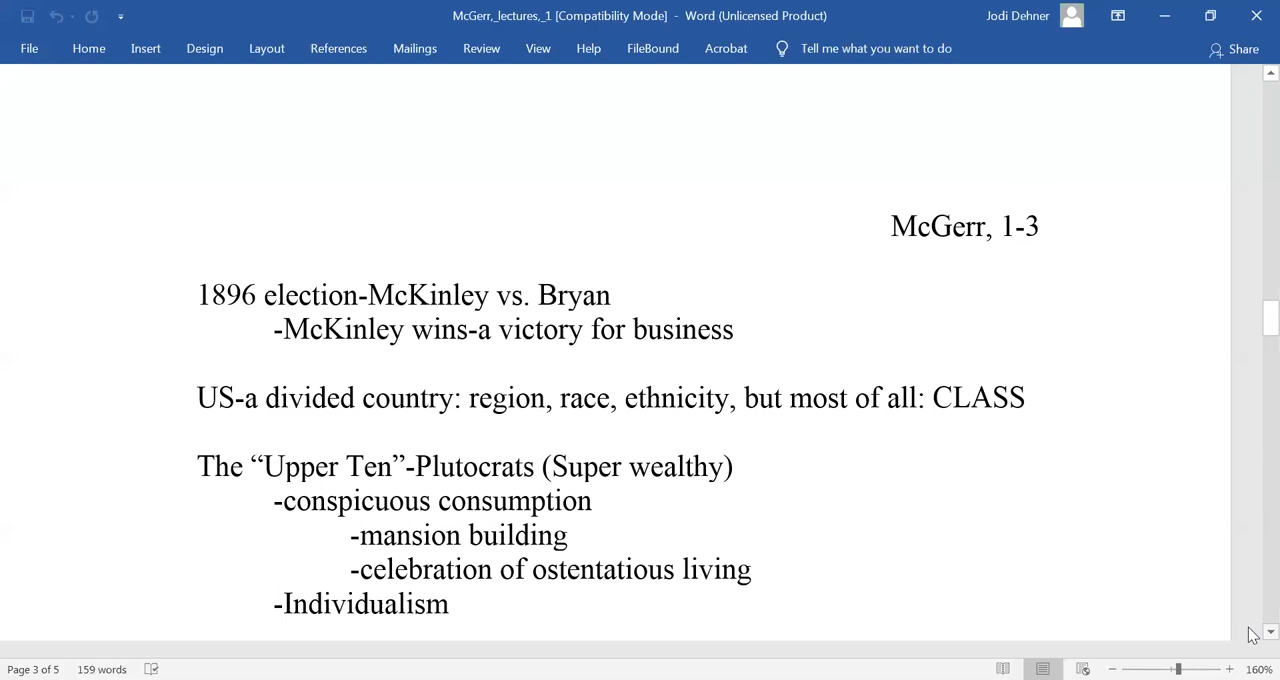 McGerr,_lectures,_1 [Compatibility Mode] - Word (Unlicensed Product)
Jodi Dehner
File Home Insert Design Layout References Mailings Review View Help FileBound Acrobat Tell me what you want to do Share
McGerr, 1-3
1896 election-McKinley vs. Bryan
-McKinley wins-a victory for business
US-a divided country: region, race, ethnicity, but most of all: CLASS
The “Upper Ten”-Plutocrats (Super wealthy)
-conspicuous consumption
-mansion building
-celebration of ostentatious living
-Individualism
Page 3 of 5 159 words 160%